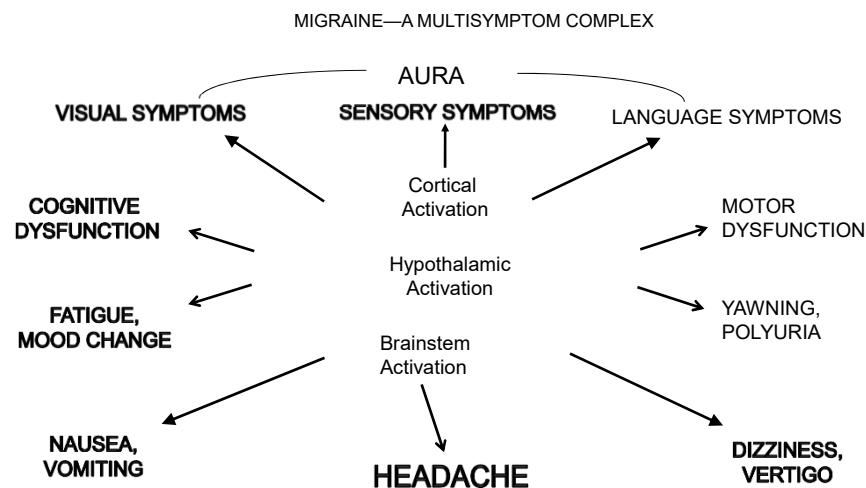 MIGRAINE—A MULTISYMPTOM COMPLEX
AURA
VISUAL SYMPTOMS
SENSORY SYMPTOMS
LANGUAGE SYMPTOMS
Cortical
Activation
COGNITIVE
DYSFUNCTION
MOTOR
DYSFUNCTION
Hypothalamic
Activation
FATIGUE,
MOOD CHANGE
YAWNING,
POLYURIA
Brainstem
Activation
NAUSEA,
VOMITING
HEADACHE
DIZZINESS,
VERTIGO